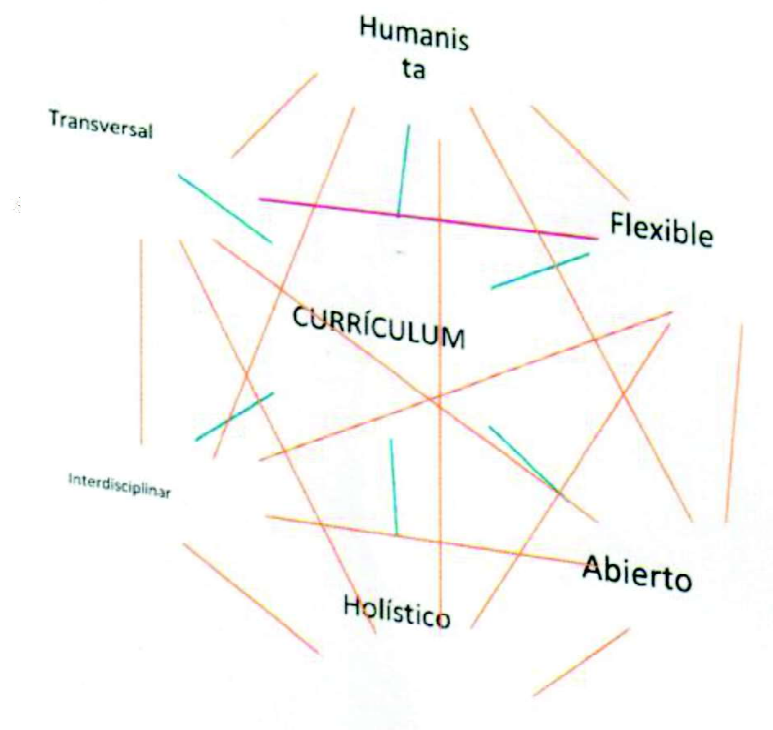 Humanis
ta
Transversal
Flexible
CURRÍCULUM
Interdisciplinar
Abierto
Holístico